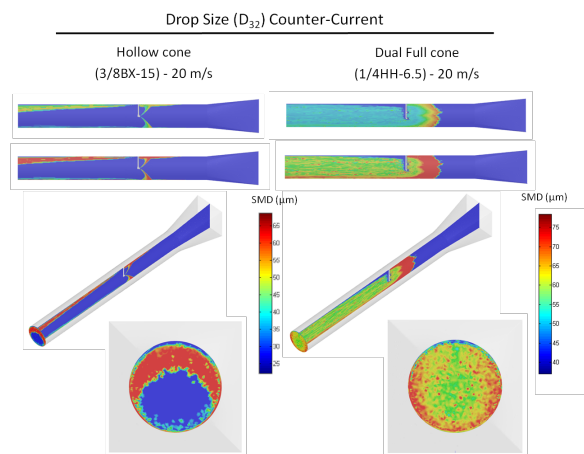 Drop Size (D₃₂) Counter-Current
Hollow cone
(3/8BX-15) - 20 m/s
Dual Full cone
(1/4HH-6.5) - 20 m/s
SMD (µm)
65
60
55
50
45
40
35
30
25
SMD (µm)
75
70
65
60
55
50
45
40